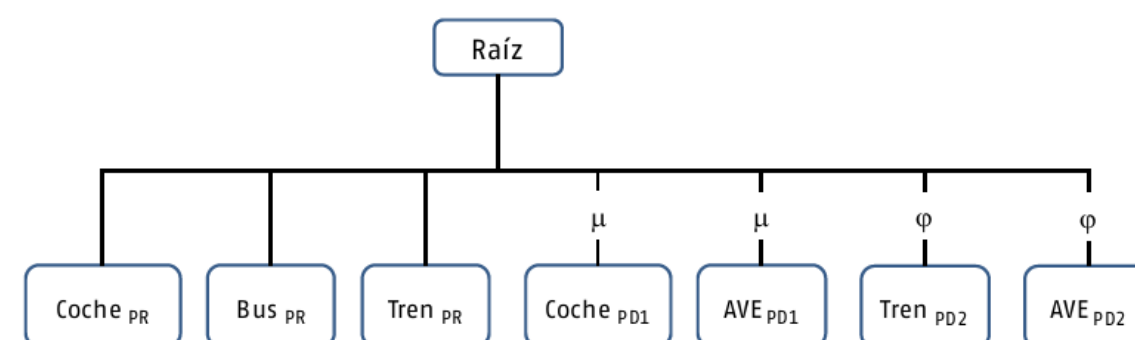 Raíz
μ μ φ φ
Coche PR Bus PR Tren PR Coche PD1 AVE PD1 Tren PD2 AVE PD2